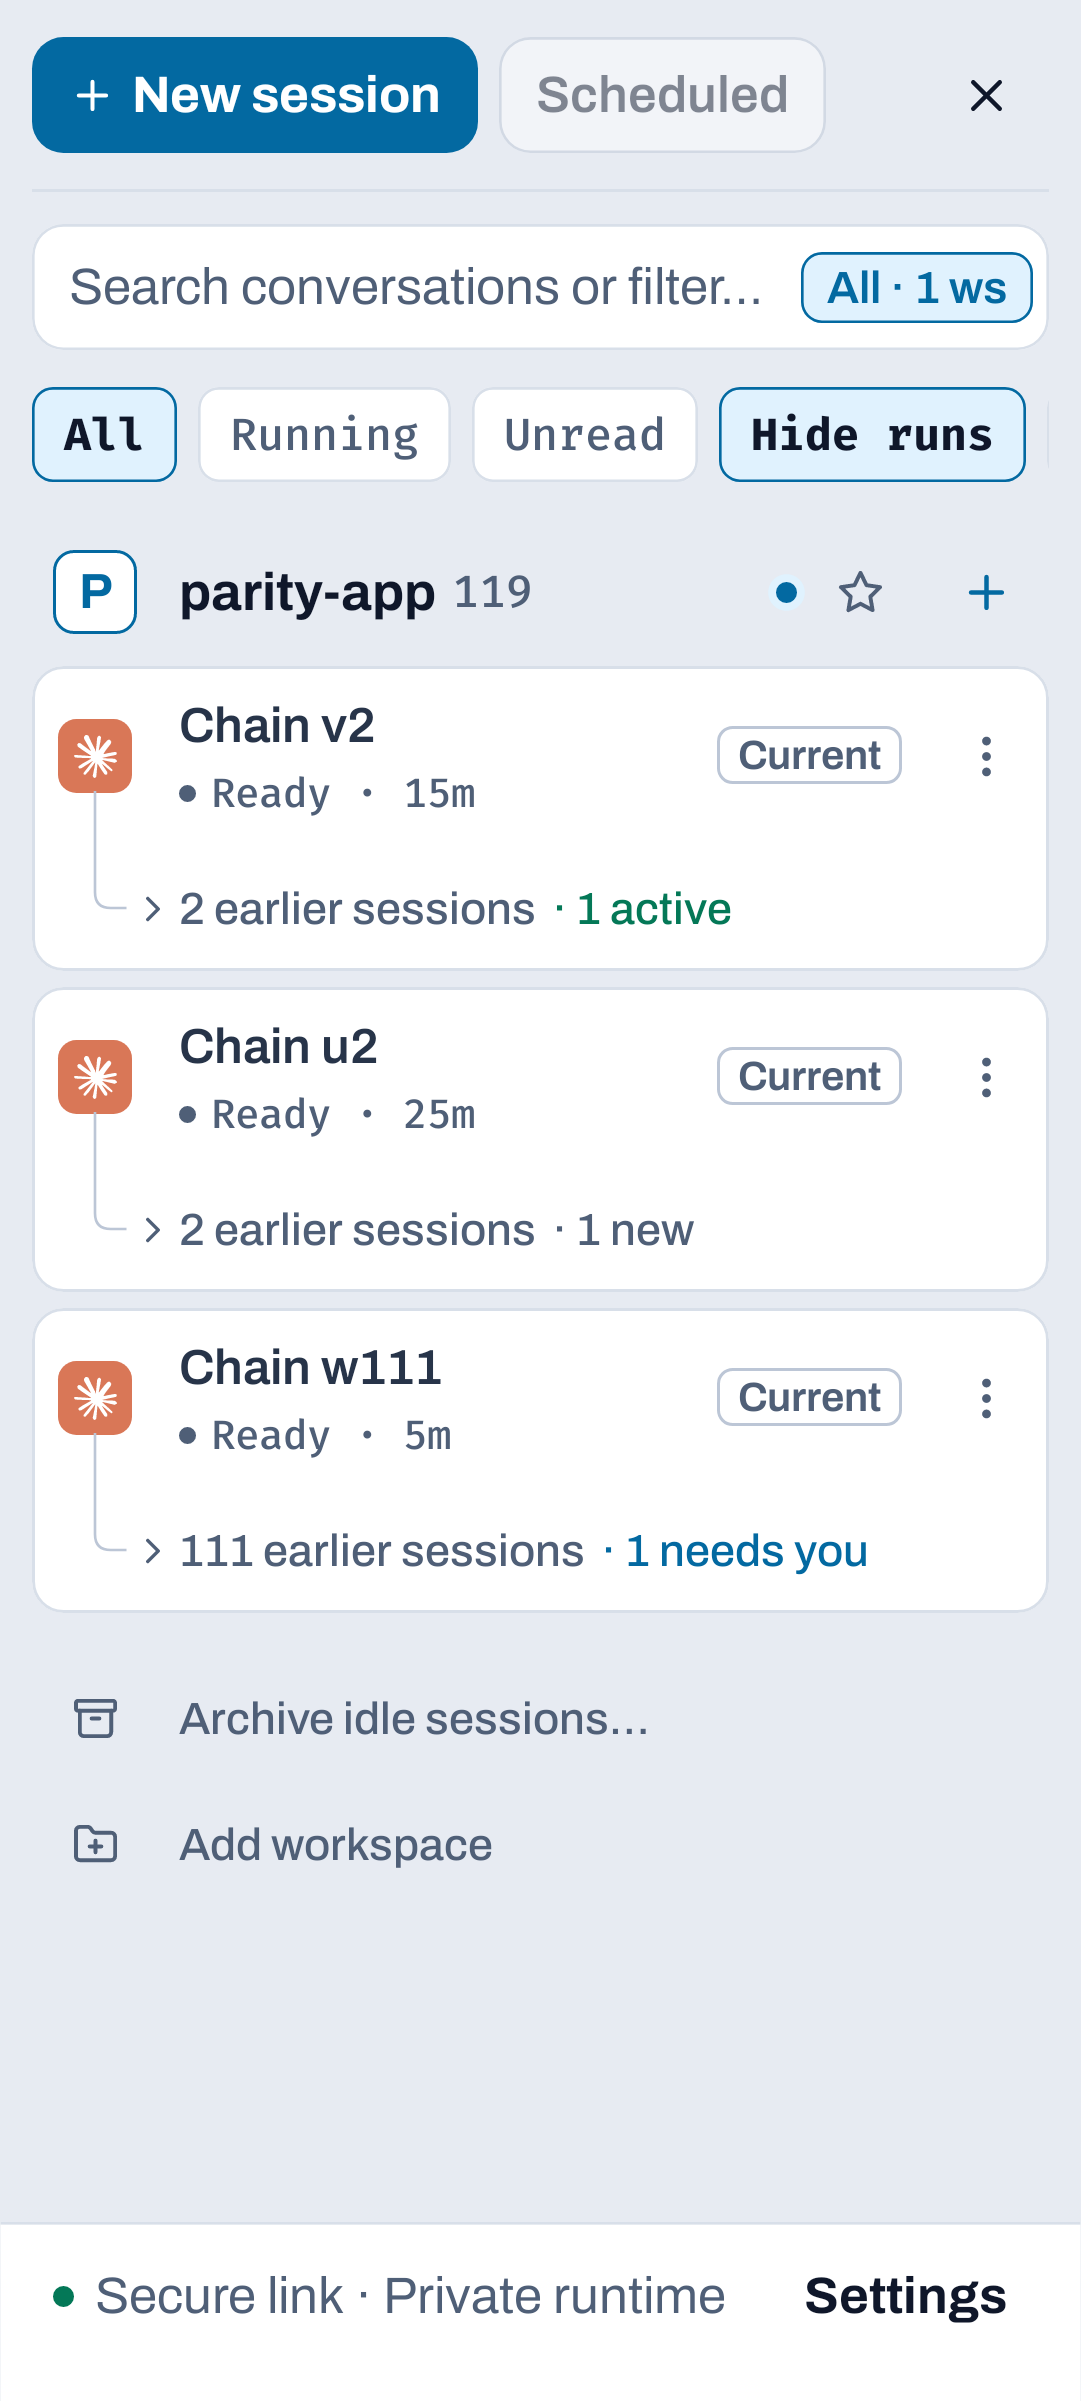 New session
Scheduled
Search conversations or filter...
All · 1 ws
All
Running
Unread
Hide runs
P
parity-app 119
Chain v2
Current
Ready · 15m
2 earlier sessions · 1 active
Chain u2
Current
Ready · 25m
2 earlier sessions · 1 new
Chain w111
Current
Ready · 5m
111 earlier sessions · 1 needs you
Archive idle sessions...
Add workspace
Secure link · Private runtime
Settings